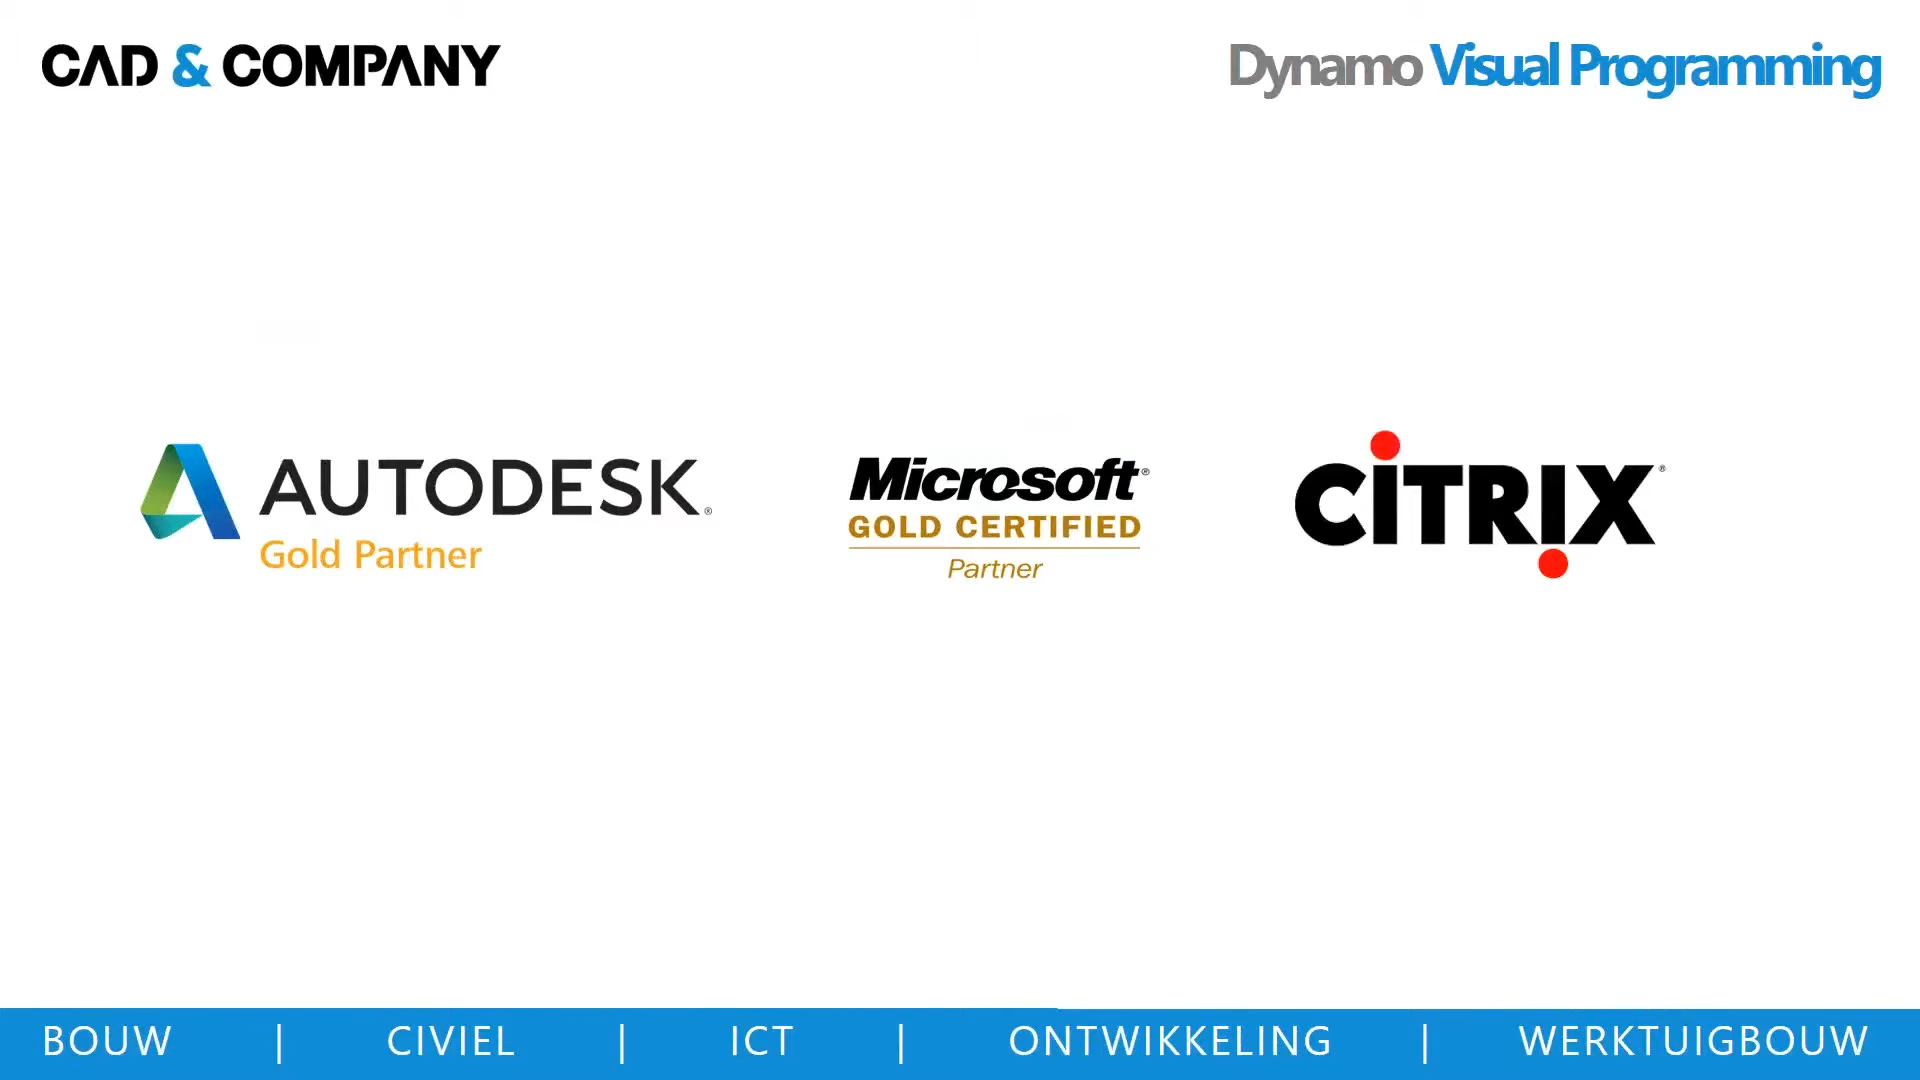 CAD & COMPANY
Dynamo Visual Programming
AUTODESK®
Gold Partner
Microsoft®
GOLD CERTIFIED
Partner
CiTRIX®
BOUW | CIVIEL | ICT | ONTWIKKELING | WERKTUIGBOUW